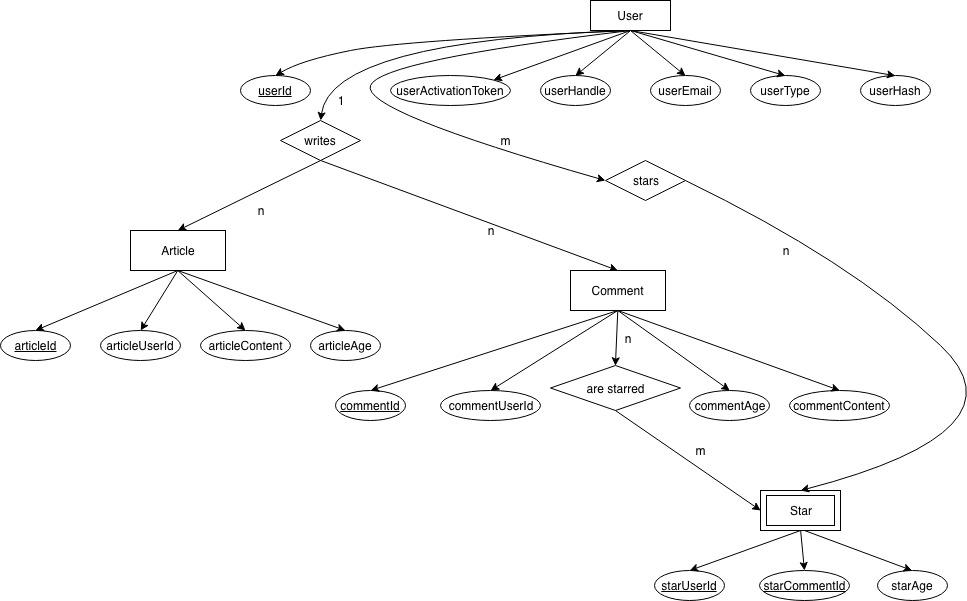 User
userId
userActivationToken
userHandle
userEmail
userType
userHash
1
writes
m
stars
n
n
n
Article
Comment
articleId
articleUserId
articleContent
articleAge
n
commentId
commentUserId
are starred
commentAge
commentContent
m
Star
starUserId
starCommentId
starAge